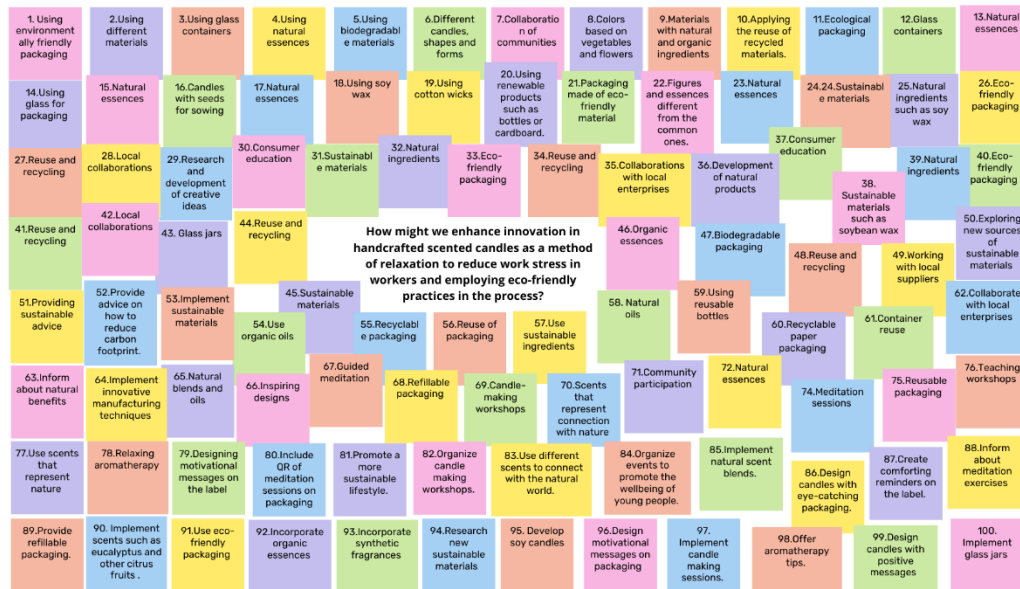 1. Using
environment
ally friendly
packaging
2. Using
different
materials
3.Using glass
containers
4.Using
natural
essences
5.Using
biodegradabl
e materials
6.Different
candles,
shapes and
forms
7.Collaboratio
n of
communities
8.Colors
based on
vegetables
and flowers
9.Materials
with natural
and organic
ingredients
10.Applying
the reuse of
recycled
materials.
11.Ecological
packaging
12.Glass
containers
13.Natural
essences
14.Using
glass for
packaging
15.Natural
essences
16.Candles
with seeds
for sowing
17.Natural
essences
18.Using soy
wax
19.Using
cotton wicks
20.Using
renewable
products
such as
bottles or
cardboard.
21.Packaging
made of eco-
friendly
material
22.Figures
and essences
different
from the
common
ones.
23.Natural
essences
24.24.Sustainabl
e materials
25.Natural
ingredients
such as soy
wax
26.Eco-
friendly
packaging
27.Reuse and
recycling
28.Local
collaborations
29.Research
and
development
of creative
ideas
30.Consumer
education
31.Sustainabl
e materials
32.Natural
ingredients
33.Eco-
friendly
packaging
34.Reuse and
recycling
35.Collaborations
with local
enterprises
36.Development
of natural
products
37.Consumer
education
38.
Sustainable
materials
such as
soybean wax
39.Natural
ingredients
40.Eco-
friendly
packaging
41.Reuse and
recycling
42.Local
collaborations
43. Glass jars
44.Reuse and
recycling
How might we enhance innovation in
handcrafted scented candles as a method
of relaxation to reduce work stress in
workers and employing eco-friendly
practices in the process?
45.Sustainable
materials
46.Organic
essences
47.Biodegradable
packaging
48.Reuse and
recycling
49.Working
with local
suppliers
50.Exploring
new sources
of
sustainable
materials
51.Providing
sustainable
advice
52.Provide
advice on
how to
reduce
carbon
footprint.
53.Implement
sustainable
materials
54.Use
organic oils
55.Recyclabl
e packaging
56.Reuse of
packaging
57.Use
sustainable
ingredients
58. Natural
oils
59.Using
reusable
bottles
60.Recyclable
paper
packaging
61.Container
reuse
62.Collaborate
with local
enterprises
63.Inform
about natural
benefits
64.Implement
innovative
manufacturing
techniques
65.Natural
blends and
oils
66.Inspiring
designs
67.Guided
meditation
68.Refillable
packaging
69.Candle-
making
workshops
70.Scents
that
represent
connection
with nature
71.Community
participation
72.Natural
essences
74.Meditation
sessions
75.Reusable
packaging
76.Teaching
workshops
77.Use scents
that
represent
nature
78.Relaxing
aromatherapy
79.Designing
motivational
messages on
the label
80.Include
QR of
meditation
sessions on
packaging
81.Promote a
more
sustainable
lifestyle.
82.Organize
candle
making
workshops.
83.Use different
scents to connect
with the natural
world.
84.Organize
events to
promote the
wellbeing of
young people.
85.Implement
natural scent
blends.
86.Design
candles with
eye-catching
packaging.
87.Create
comforting
reminders on
the label.
88.Inform
about
meditation
exercises
89.Provide
refillable
packaging.
90. Implement
scents such as
eucalyptus and
other citrus
fruits .
91.Use eco-
friendly
packaging
92.Incorporate
organic
essences
93.Incorporate
synthetic
fragrances
94.Research
new
sustainable
materials
95. Develop
soy candles
96.Design
motivational
messages on
packaging
97.
Implement
candle
making
sessions.
98.Offer
aromatherapy
tips.
99.Design
candles with
positive
messages
100.
Implement
glass jars